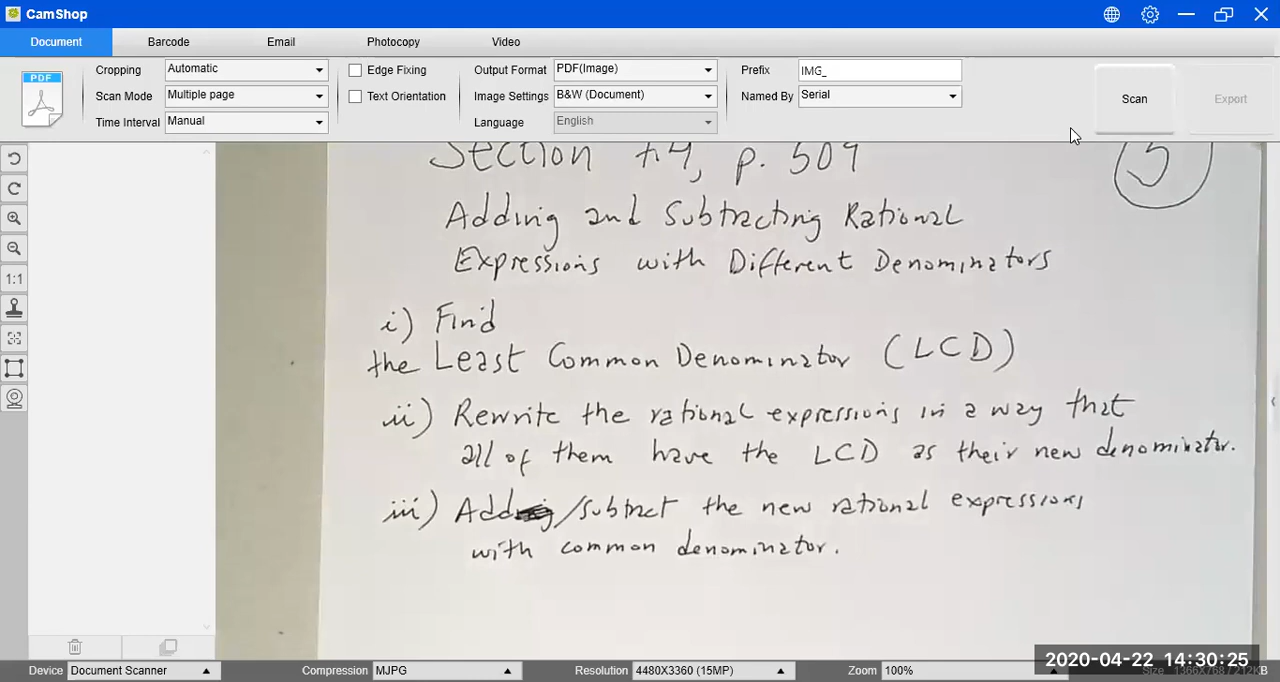 CamShop
Document Barcode Email Photocopy Video
PDF
Cropping Automatic
Scan Mode Multiple page
Time Interval Manual
Edge Fixing
Text Orientation
Output Format PDF(Image)
Image Settings B&W (Document)
Language English
Prefix IMG_
Named By Serial
Scan
Export
1:1
Section 7.4, p. 509
5
Adding and Subtracting Rational
Expressions with Different Denominators
i) Find
the Least Common Denominator (LCD)
ii) Rewrite the rational expressions in a way that
all of them have the LCD as their new denominator.
iii) Add/subtract the new rational expressions
with common denominator.
Device Document Scanner Compression MJPG Resolution 4480X3360 (15MP) Zoom 100%
2020-04-22 14:30:25